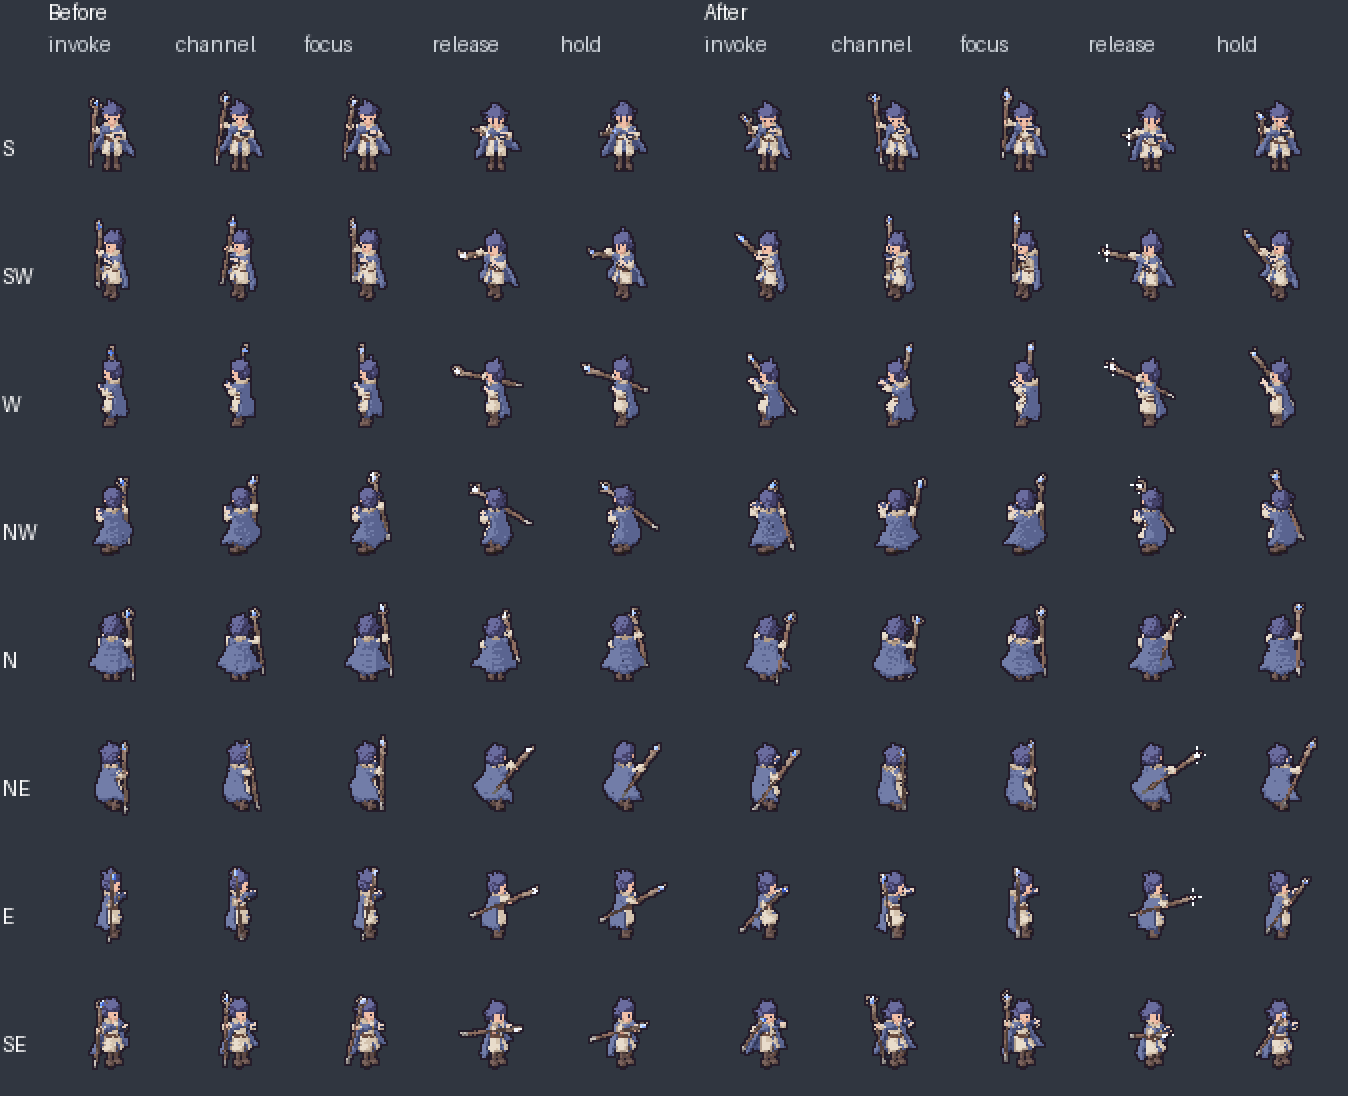 Before After
invoke channel focus release hold invoke channel focus release hold
S
SW
W
NW
N
NE
E
SE